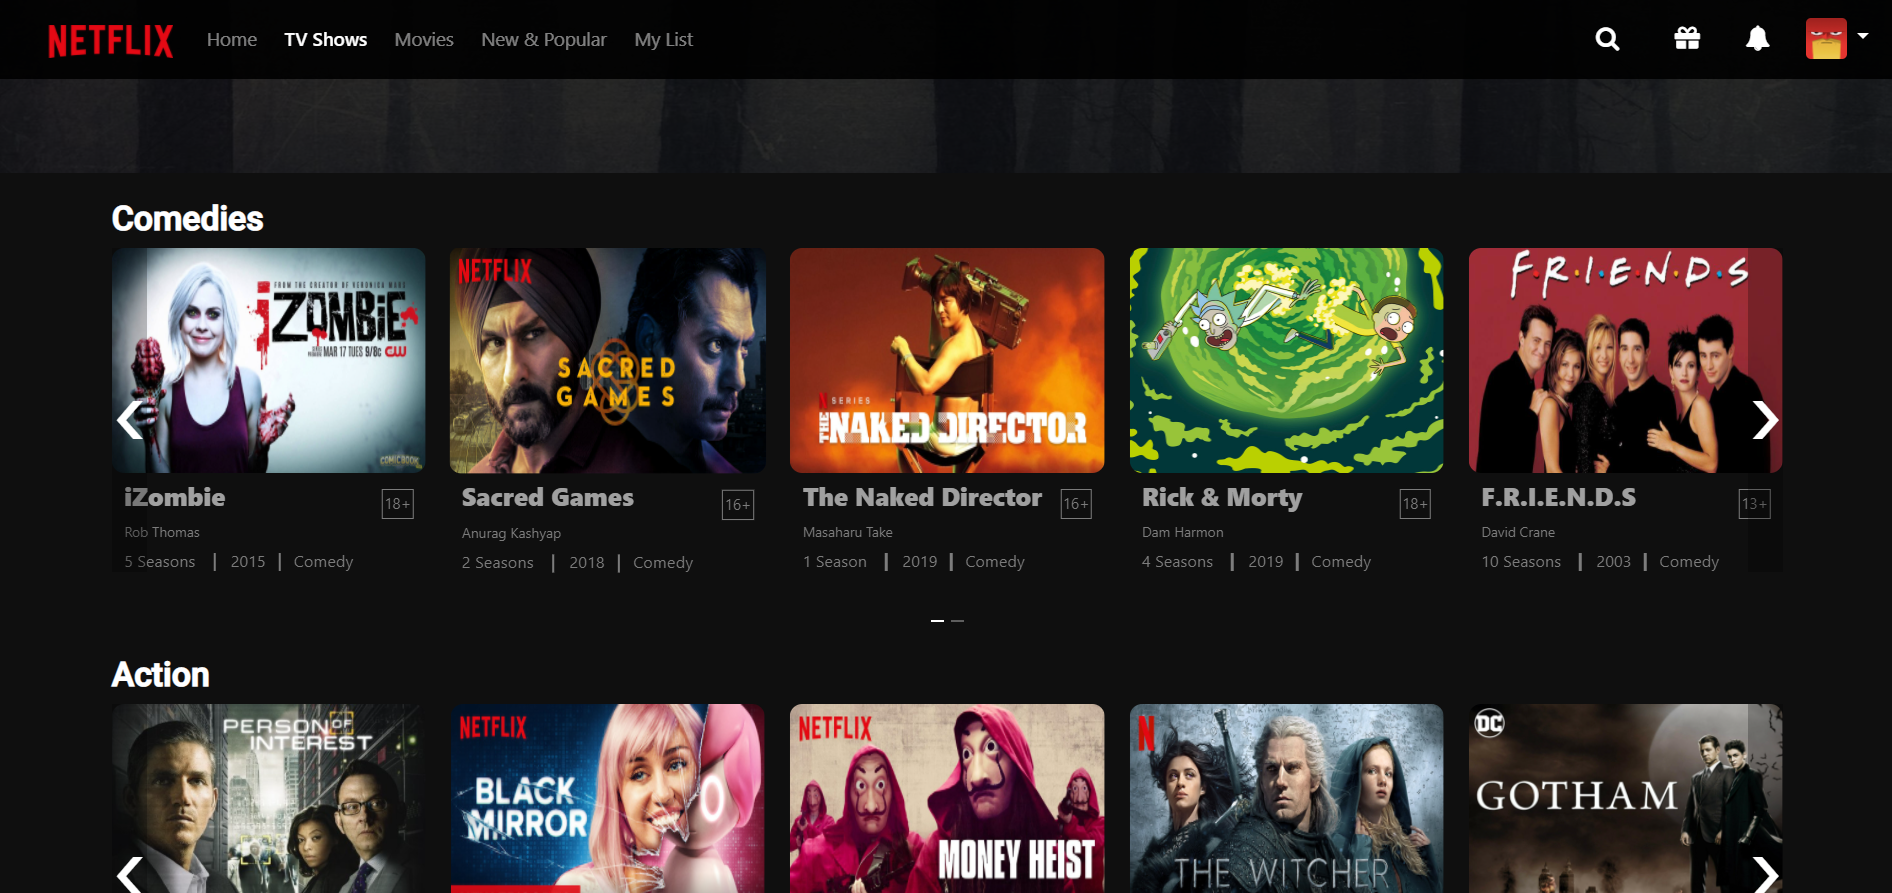 NETFLIX Home TV Shows Movies New & Popular My List
Comedies
FROM THE CREATOR OF VERONICA MARS
iZOMBiE
SERIES PREMIERE MAR 17 TUES 9/8c CW
COMICBOOK
NETFLIX
SACRED
GAMES
N SERIES
THE NAKED DIRECTOR
F·R·I·E·N·D·S
iZombie 18+
Rob Thomas
5 Seasons | 2015 | Comedy
Sacred Games 16+
Anurag Kashyap
2 Seasons | 2018 | Comedy
The Naked Director 16+
Masaharu Take
1 Season | 2019 | Comedy
Rick & Morty 18+
Dam Harmon
4 Seasons | 2019 | Comedy
F.R.I.E.N.D.S 13+
David Crane
10 Seasons | 2003 | Comedy
Action
PERSON OF
INTEREST
NETFLIX
BLACK
MIRROR
NETFLIX
MONEY HEIST
N
THE WITCHER
DC
GOTHAM